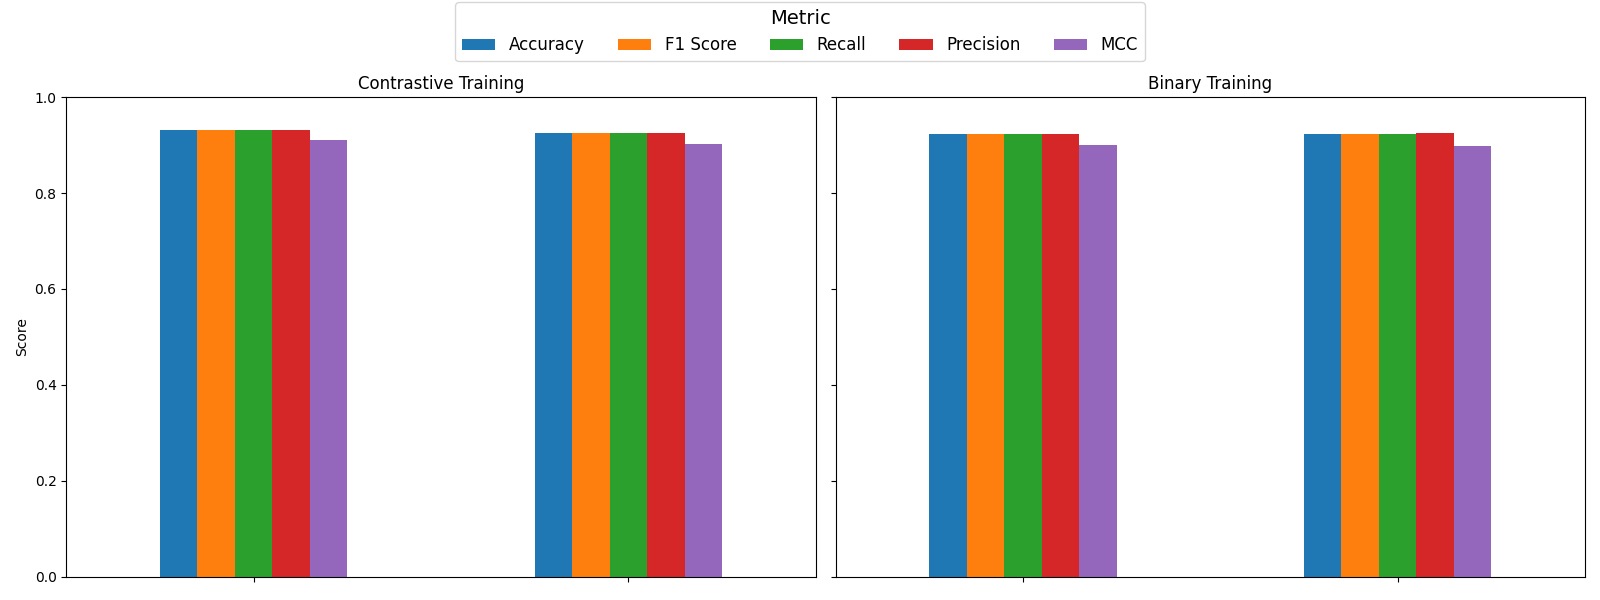 Metric
Accuracy F1 Score Recall Precision MCC
Contrastive Training
Binary Training
1.0
0.8
0.6
0.4
0.2
0.0
Score